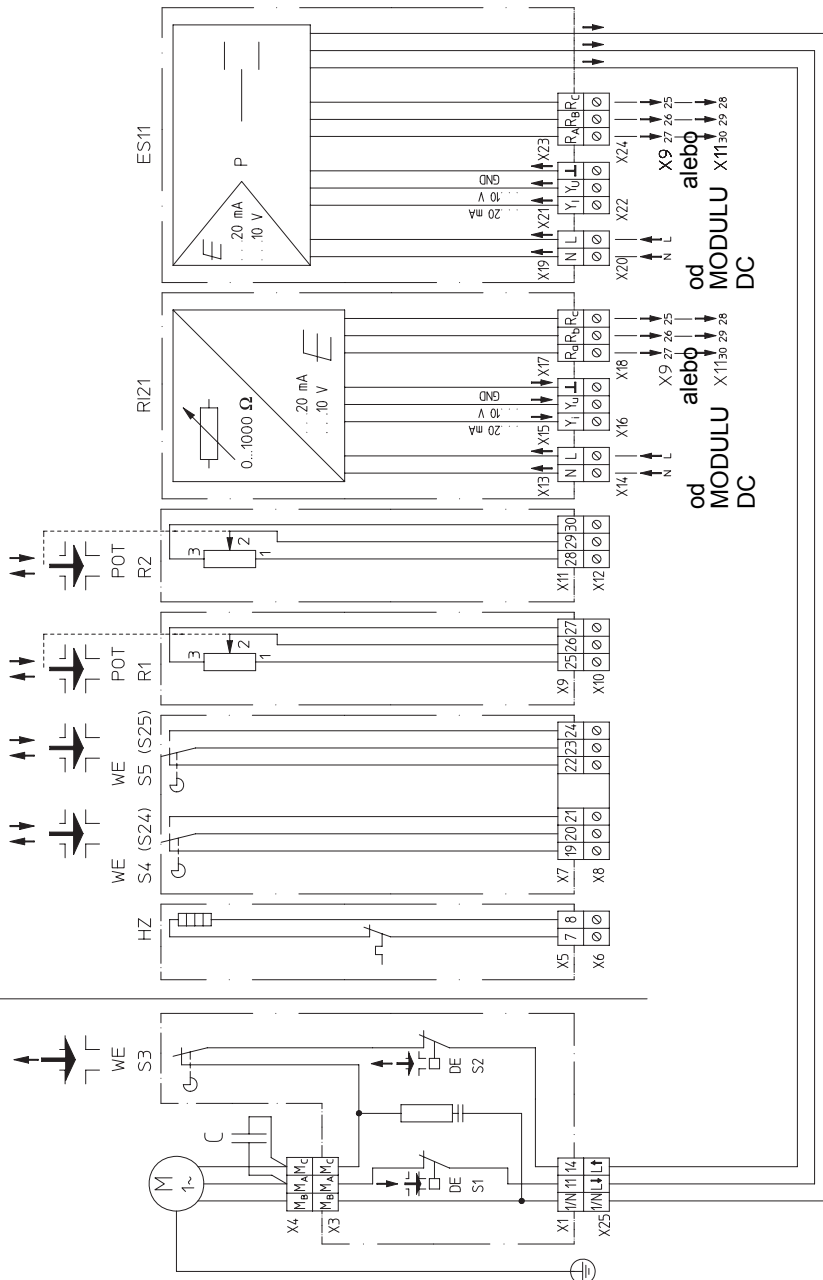 M
1~
C
X4
MB MA MC
X3
MB MA MC
DE
S1
X1
1/N 11 14
X25
1/N L↓ L↑
WE
S3
DE
S2
HZ
X5
7 8
X6
WE
S4 (S24)
X7
19 20 21
X8
WE
S5 (S25)
22 23 24
POT
R1
3
2
1
X9
25 26 27
X10
POT
R2
3
2
1
X11
28 29 30
X12
RI21
0...1000 Ω
E
...20 mA
...10 V
X13
N L
X14
N L
od
MODULU
DC
...20 mA
...10 V
GND
X15
Yi Yu ⊥
X16
X17
Ra Rb Rc
X18
X9 27 26 25
alebo
X11 30 29 28
ES11
E
...20 mA
...10 V
P
X19
N L
X20
N L
od
MODULU
DC
...20 mA
...10 V
GND
X21
Yi Yu ⊥
X22
X23
RA RB RC
X24
X9 27 26 25
alebo
X11 30 29 28